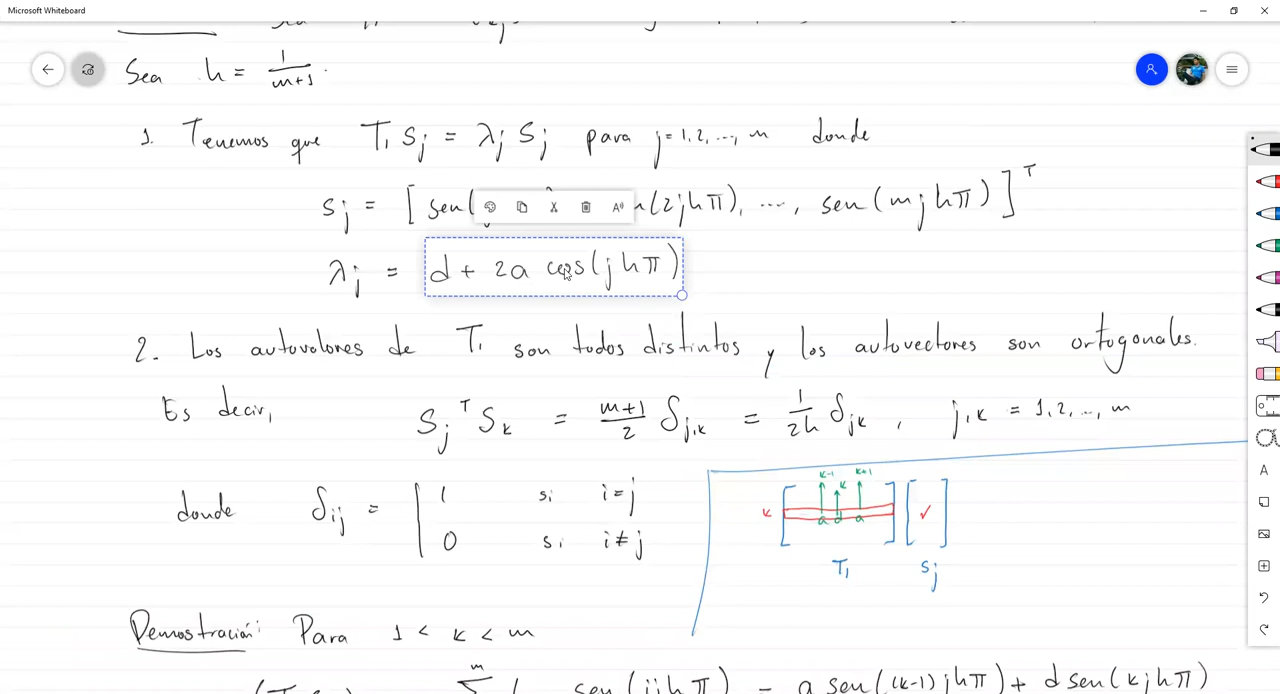 Microsoft Whiteboard
Sea h = 1/(m+1).
1. Tenemos que T₁ sⱼ = λⱼ sⱼ para j = 1, 2, ..., m donde
sⱼ = [sen( n(2jhπ), ..., sen(mjhπ)]ᵀ
λⱼ = d + 2a cos(jhπ)
2. Los autovalores de T₁ son todos distintos y los autovectores son ortogonales.
Es decir, sⱼᵀ sₖ = (m+1)/2 δⱼ,ₖ = 1/(2h) δⱼₖ, j,k = 1, 2, ..., m
donde δᵢⱼ = | 1 si i=j
0 si i≠j
k-1 k k+1
k [ a d a ] [ ✓ ]
T₁ sⱼ
Demostración: Para 1 < k < m
m
sen(ijhπ) = a sen((k-1)jhπ) + d sen(kjhπ)